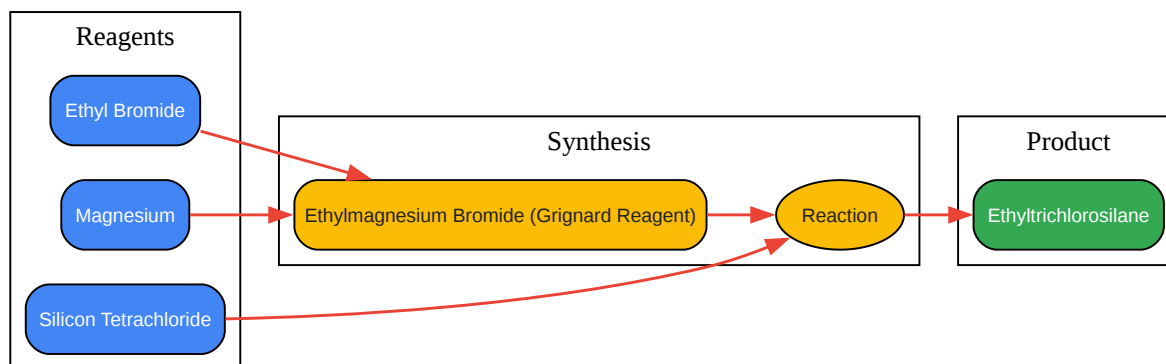 Reagents
Ethyl Bromide
Magnesium
Silicon Tetrachloride
Synthesis
Ethylmagnesium Bromide (Grignard Reagent)
Reaction
Product
Ethyltrichlorosilane